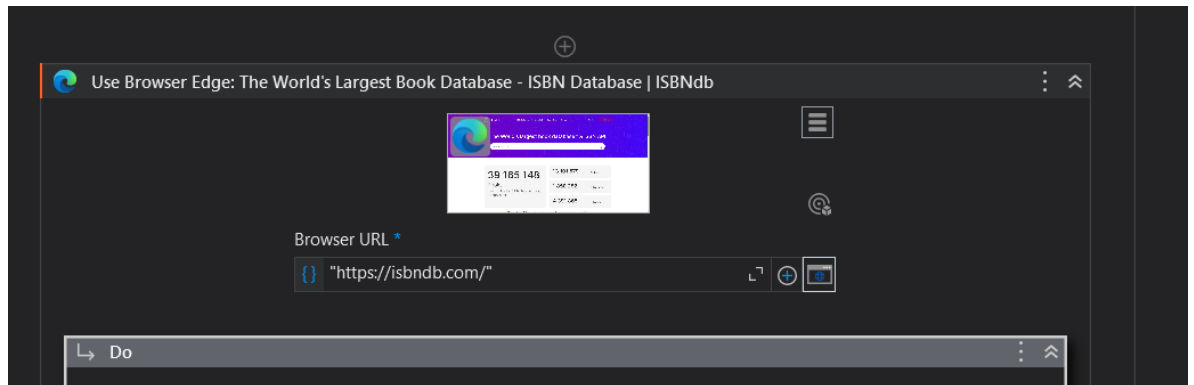 Use Browser Edge: The World's Largest Book Database - ISBN Database | ISBNdb
39 165 148
Browser URL *
{} "https://isbndb.com/"
Do